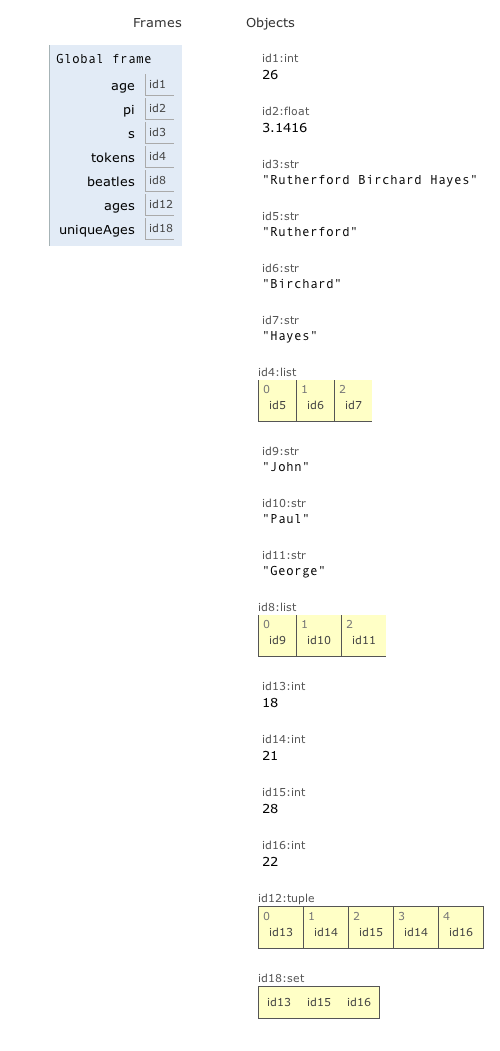 Frames
Objects
Global frame
age id1
pi id2
s id3
tokens id4
beatles id8
ages id12
uniqueAges id18
id1:int
26
id2:float
3.1416
id3:str
"Rutherford Birchard Hayes"
id5:str
"Rutherford"
id6:str
"Birchard"
id7:str
"Hayes"
id4:list
0 1 2
id5 id6 id7
id9:str
"John"
id10:str
"Paul"
id11:str
"George"
id8:list
0 1 2
id9 id10 id11
id13:int
18
id14:int
21
id15:int
28
id16:int
22
id12:tuple
0 1 2 3 4
id13 id14 id15 id14 id16
id18:set
id13 id15 id16